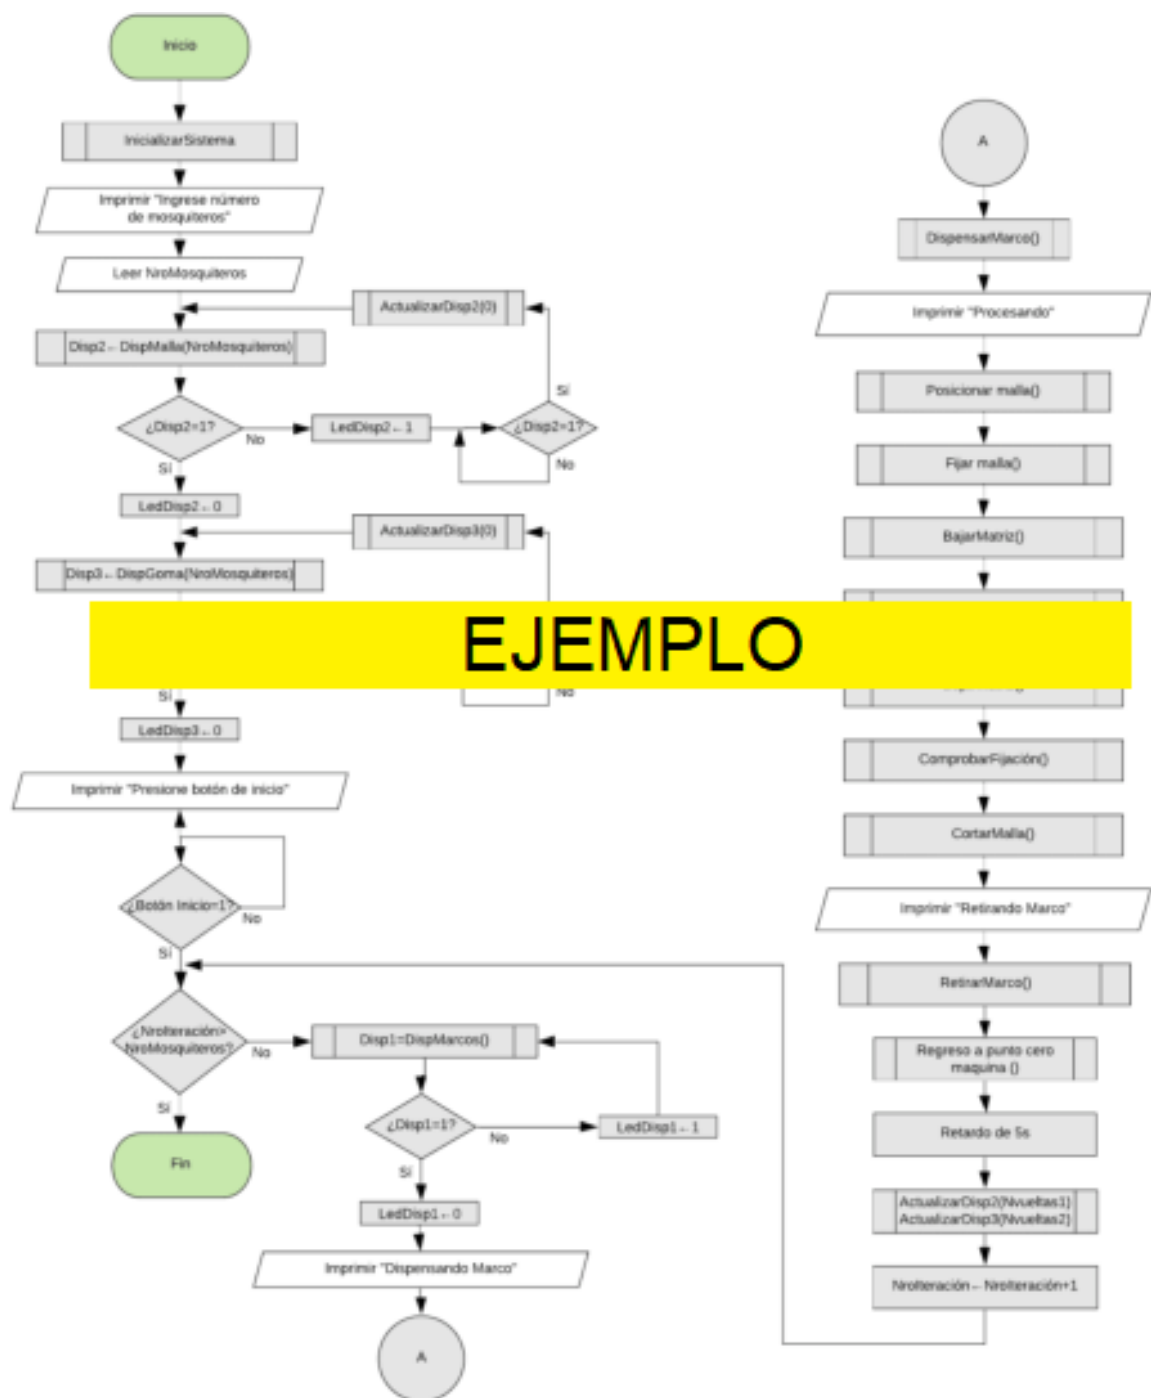 Inicio
InicializarSistema
Imprimir "Ingrese número
de mosquiteros"
Leer NroMosquiteros
ActualizarDisp2(0)
Disp2←DispMalla(NroMosquiteros)
Sí
¿Disp2=1?
No
LedDisp2←1
¿Disp2=1?
No
Sí
LedDisp2←0
ActualizarDisp3(0)
Disp3←DispGoma(NroMosquiteros)
EJEMPLO
Sí
No
LedDisp3←0
Imprimir "Presione botón de inicio"
¿Botón Inicio=1?
No
Sí
¿NroIteración>
NroMosquiteros?
No
Sí
Fin
Disp1=DispMarcos()
¿Disp1=1?
No
LedDisp1←1
Sí
LedDisp1←0
Imprimir "Dispensando Marco"
A
A
DispensarMarco()
Imprimir "Procesando"
Posicionar malla()
Fijar malla()
BajarMatriz()
ComprobarFijación()
CortarMalla()
Imprimir "Retirando Marco"
RetirarMarco()
Regreso a punto cero
maquina ()
Retardo de 5s
ActualizarDisp2(Nvueltas1)
ActualizarDisp3(Nvueltas2)
NroIteración←NroIteración+1